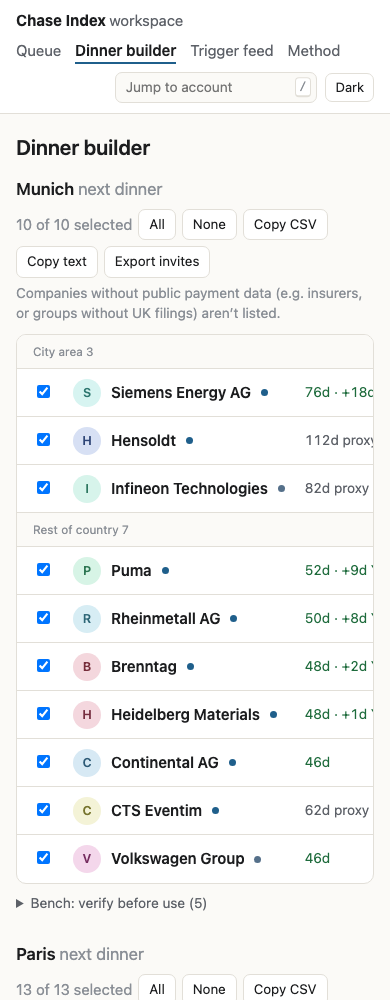 Chase Index workspace
Queue Dinner builder Trigger feed Method
Jump to account / Dark
Dinner builder
Munich next dinner
10 of 10 selected All None Copy CSV
Copy text Export invites
Companies without public payment data (e.g. insurers,
or groups without UK filings) aren’t listed.
City area 3
S Siemens Energy AG 76d · +18d
H Hensoldt 112d proxy
I Infineon Technologies 82d proxy
Rest of country 7
P Puma 52d · +9d
R Rheinmetall AG 50d · +8d
B Brenntag 48d · +2d
H Heidelberg Materials 48d · +1d
C Continental AG 46d
C CTS Eventim 62d proxy
V Volkswagen Group 46d
Bench: verify before use (5)
Paris next dinner
13 of 13 selected All None Copy CSV